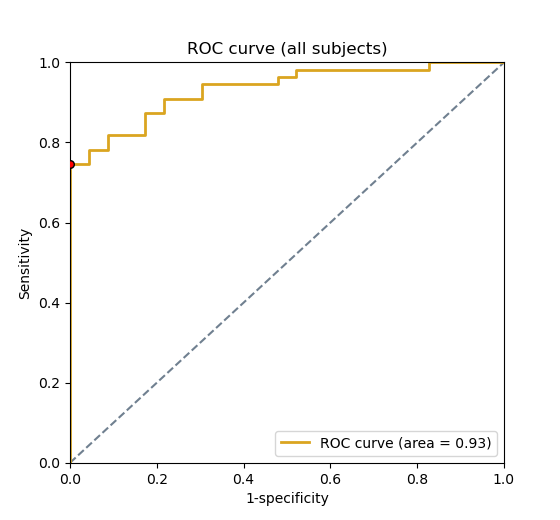 ROC curve (all subjects)
1.0
0.8
0.6
0.4
0.2
0.0
Sensitivity
ROC curve (area = 0.93)
0.0 0.2 0.4 0.6 0.8 1.0
1-specificity